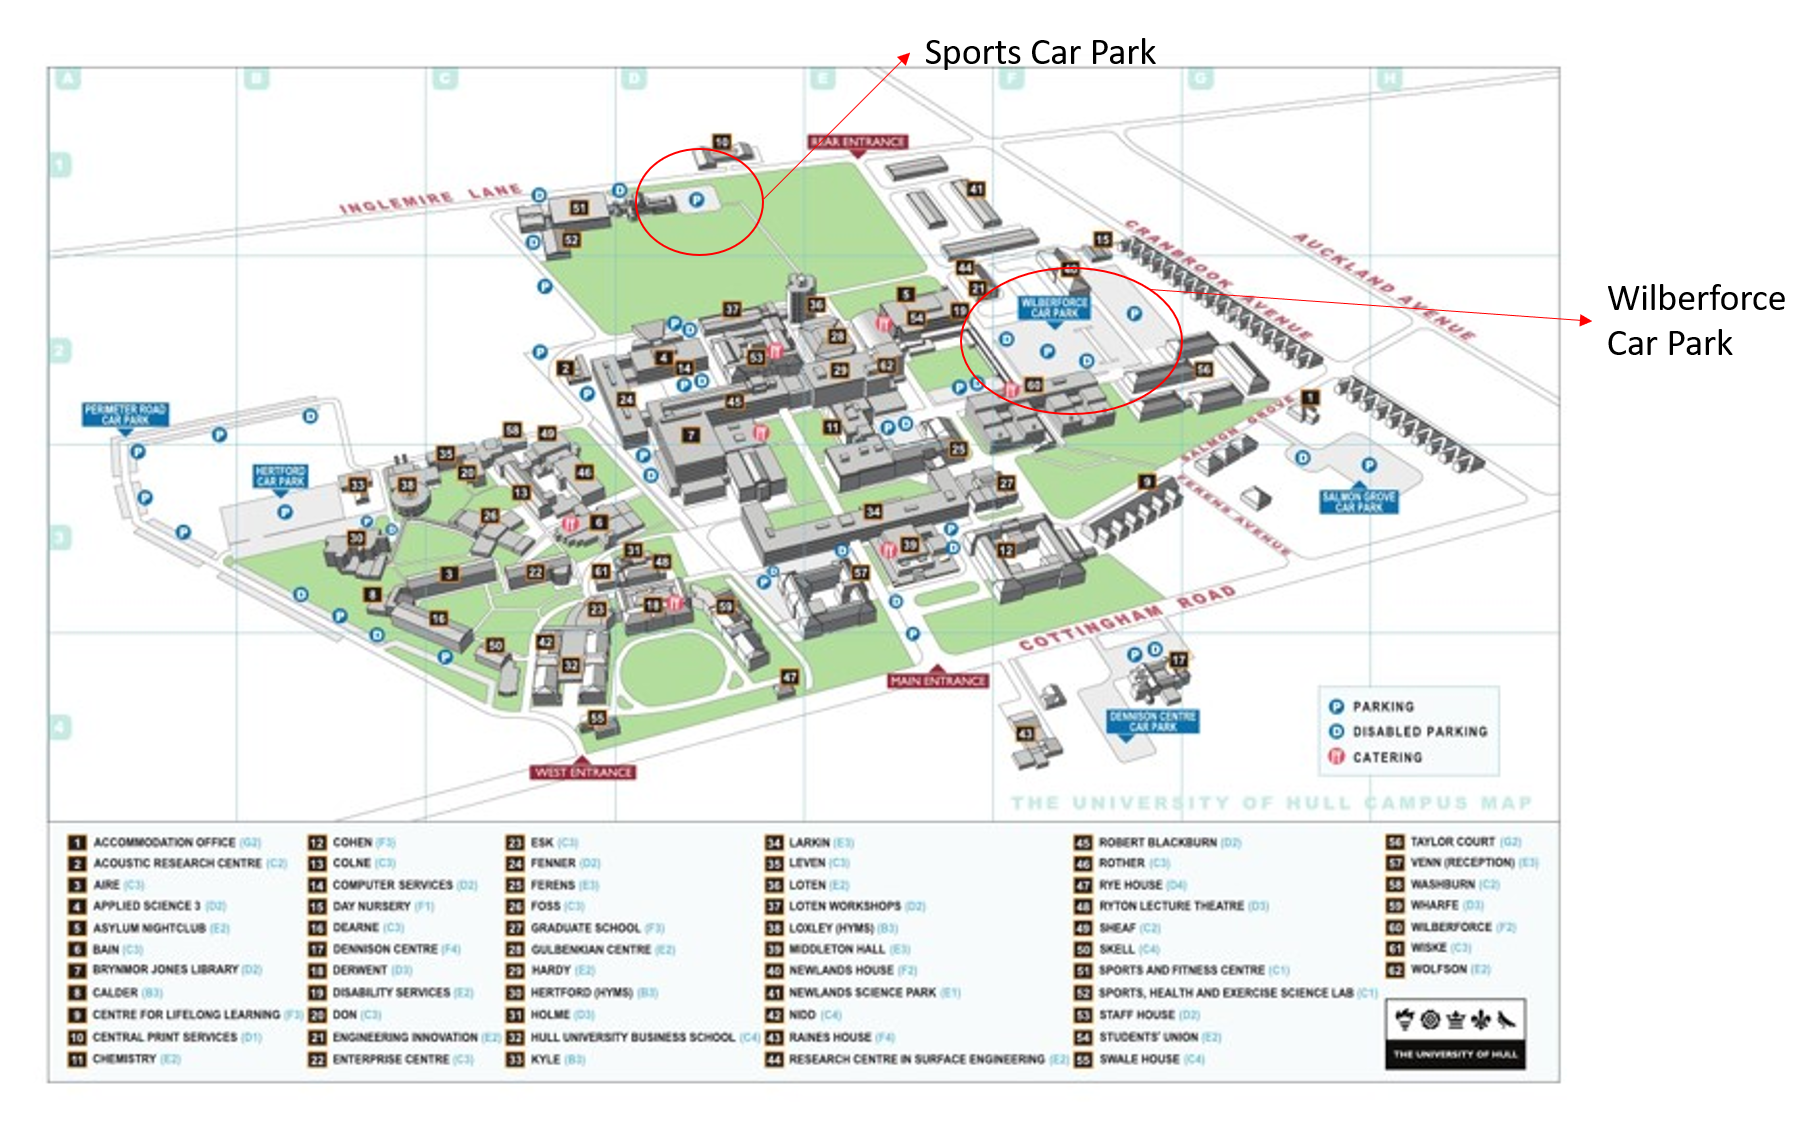 Sports Car Park
A B C D E F G H
1
2
3
4
REAR ENTRANCE
INGLEMIRE LANE
CRANBROOK AVENUE
AUCKLAND AVENUE
WILBERFORCE
CAR PARK
Wilberforce
Car Park
PERIMETER ROAD
CAR PARK
HERTFORD
CAR PARK
SALMON GROVE
SALMON GROVE
CAR PARK
FERENS AVENUE
COTTINGHAM ROAD
MAIN ENTRANCE
DENNISON CENTRE
CAR PARK
WEST ENTRANCE
P PARKING
D DISABLED PARKING
CATERING
THE UNIVERSITY OF HULL CAMPUS MAP
1 ACCOMMODATION OFFICE (G2)
2 ACOUSTIC RESEARCH CENTRE (C2)
3 AIRE (C3)
4 APPLIED SCIENCE 3 (D2)
5 ASYLUM NIGHTCLUB (E2)
6 BAIN (C3)
7 BRYNMOR JONES LIBRARY (D2)
8 CALDER (B3)
9 CENTRE FOR LIFELONG LEARNING (F3)
10 CENTRAL PRINT SERVICES (D1)
11 CHEMISTRY (E2)
12 COHEN (F3)
13 COLNE (C3)
14 COMPUTER SERVICES (D2)
15 DAY NURSERY (F1)
16 DEARNE (C3)
17 DENNISON CENTRE (F4)
18 DERWENT (D3)
19 DISABILITY SERVICES (E2)
20 DON (C3)
21 ENGINEERING INNOVATION (E2)
22 ENTERPRISE CENTRE (C3)
23 ESK (C3)
24 FENNER (D2)
25 FERENS (E3)
26 FOSS (C3)
27 GRADUATE SCHOOL (F3)
28 GULBENKIAN CENTRE (E2)
29 HARDY (E2)
30 HERTFORD (HYMS) (B3)
31 HOLME (D3)
32 HULL UNIVERSITY BUSINESS SCHOOL (C4)
33 KYLE (B3)
34 LARKIN (E3)
35 LEVEN (C3)
36 LOTEN (E2)
37 LOTEN WORKSHOPS (D2)
38 LOXLEY (HYMS) (B3)
39 MIDDLETON HALL (E3)
40 NEWLANDS HOUSE (F2)
41 NEWLANDS SCIENCE PARK (E1)
42 NIDD (C4)
43 RAINES HOUSE (F4)
44 RESEARCH CENTRE IN SURFACE ENGINEERING (E2)
45 ROBERT BLACKBURN (D2)
46 ROTHER (C3)
47 RYE HOUSE (D4)
48 RYTON LECTURE THEATRE (D3)
49 SHEAF (C2)
50 SKELL (C4)
51 SPORTS AND FITNESS CENTRE (C1)
52 SPORTS, HEALTH AND EXERCISE SCIENCE LAB (C1)
53 STAFF HOUSE (D2)
54 STUDENTS' UNION (E2)
55 SWALE HOUSE (C4)
56 TAYLOR COURT (G2)
57 VENN (RECEPTION) (E3)
58 WASHBURN (C2)
59 WHARFE (D3)
60 WILBERFORCE (F2)
61 WISKE (C3)
62 WOLFSON (E2)
THE UNIVERSITY OF HULL